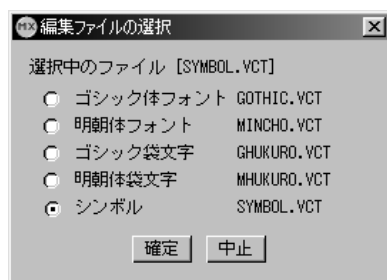 MX 編集ファイルの選択
選択中のファイル [SYMBOL.VCT]
ゴシック体フォント GOTHIC.VCT
明朝体フォント MINCHO.VCT
ゴシック袋文字 GHUKURO.VCT
明朝体袋文字 MHUKURO.VCT
シンボル SYMBOL.VCT
確定 中止